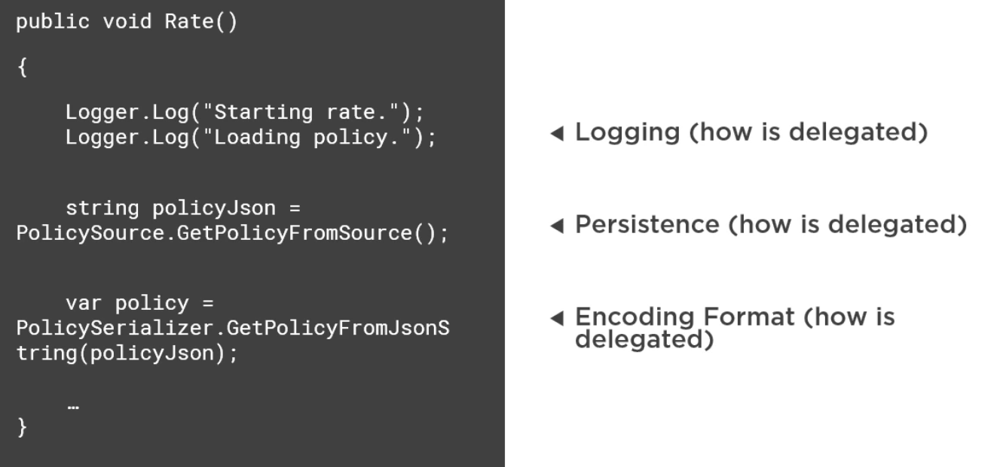 public void Rate()
{
Logger.Log("Starting rate.");
Logger.Log("Loading policy.");
string policyJson =
PolicySource.GetPolicyFromSource();
var policy =
PolicySerializer.GetPolicyFromJsonS
tring(policyJson);
…
}
◄ Logging (how is delegated)
◄ Persistence (how is delegated)
◄ Encoding Format (how is
delegated)